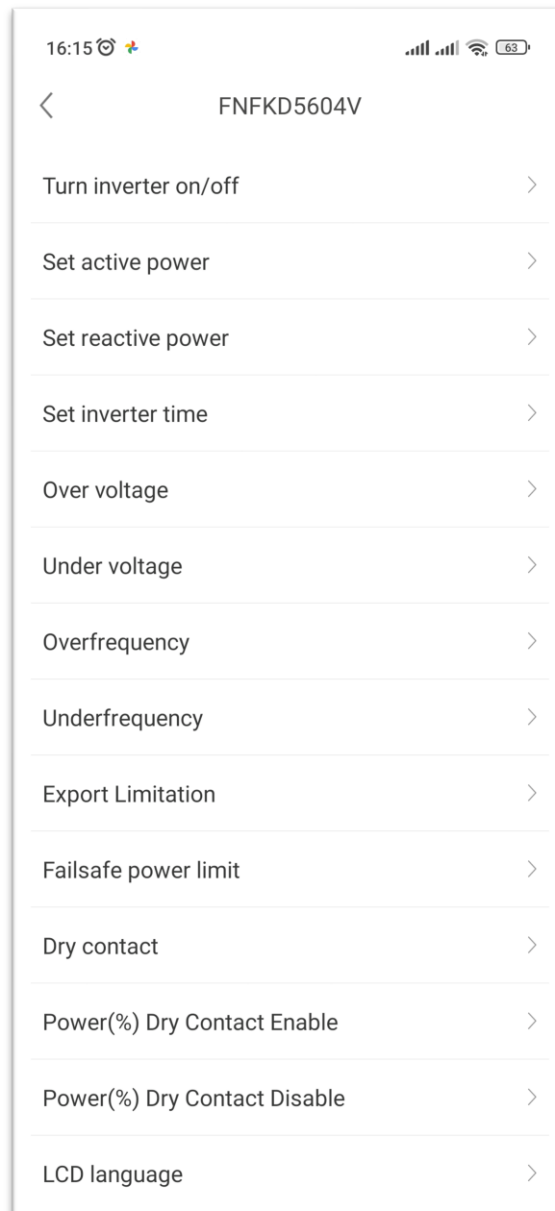 16:15
63
FNFKD5604V
Turn inverter on/off
Set active power
Set reactive power
Set inverter time
Over voltage
Under voltage
Overfrequency
Underfrequency
Export Limitation
Failsafe power limit
Dry contact
Power(%) Dry Contact Enable
Power(%) Dry Contact Disable
LCD language